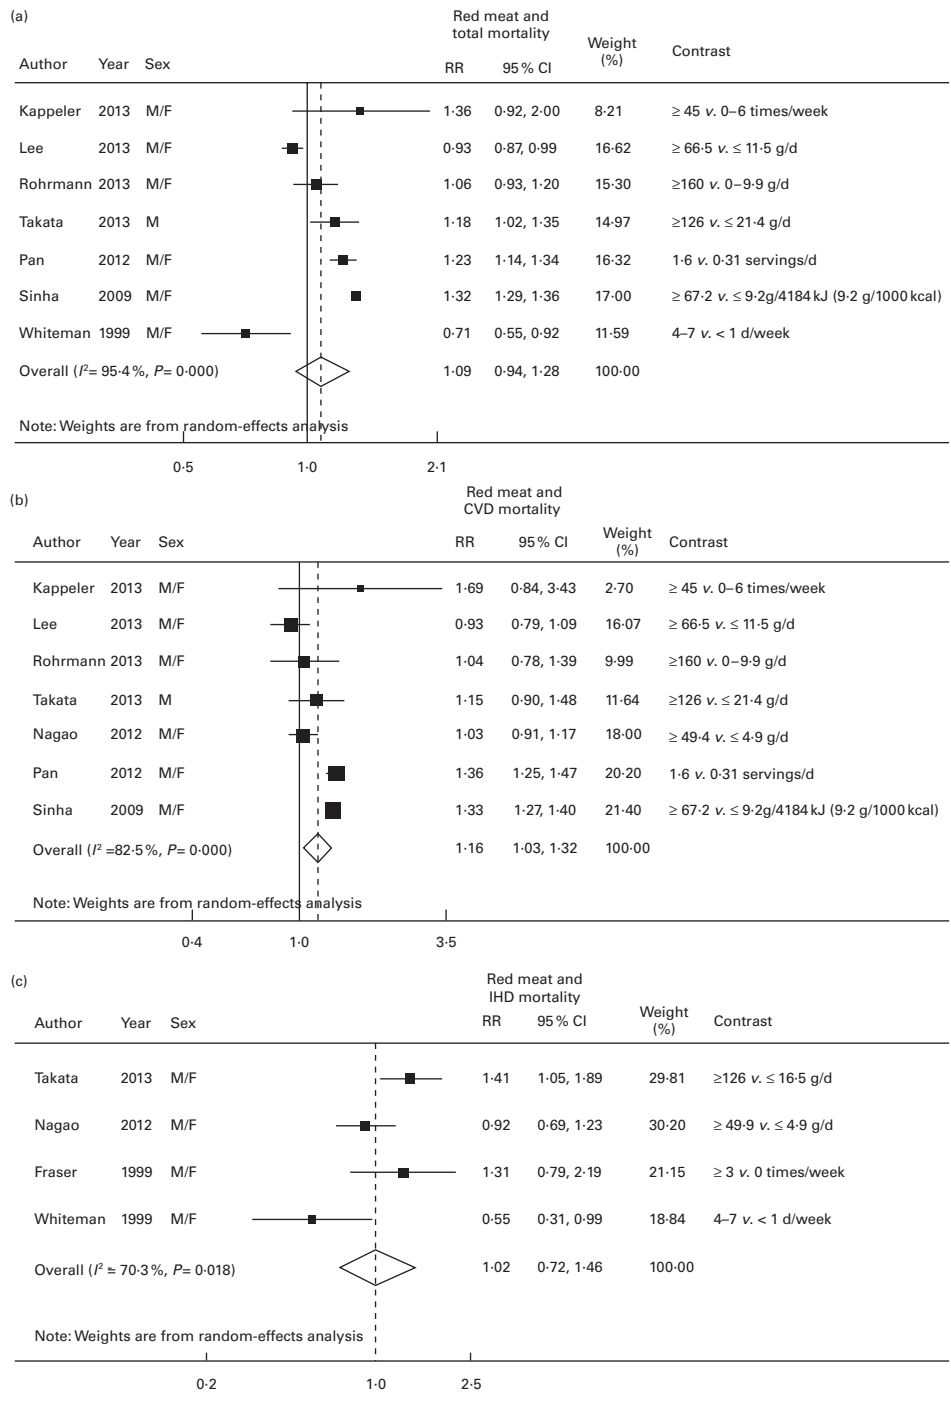 (a)
Red meat and
total mortality
Author Year Sex RR 95 % CI Weight (%) Contrast
Kappeler 2013 M/F 1·36 0·92, 2·00 8·21 ≥ 45 v. 0–6 times/week
Lee 2013 M/F 0·93 0·87, 0·99 16·62 ≥ 66·5 v. ≤ 11·5 g/d
Rohrmann 2013 M/F 1·06 0·93, 1·20 15·30 ≥160 v. 0–9·9 g/d
Takata 2013 M 1·18 1·02, 1·35 14·97 ≥126 v. ≤ 21·4 g/d
Pan 2012 M/F 1·23 1·14, 1·34 16·32 1·6 v. 0·31 servings/d
Sinha 2009 M/F 1·32 1·29, 1·36 17·00 ≥ 67·2 v. ≤ 9·2g/4184 kJ (9·2 g/1000 kcal)
Whiteman 1999 M/F 0·71 0·55, 0·92 11·59 4–7 v. < 1 d/week
Overall (I²= 95·4 %, P= 0·000) 1·09 0·94, 1·28 100·00
Note: Weights are from random-effects analysis
0·5 1·0 2·1
(b)
Red meat and
CVD mortality
Author Year Sex RR 95 % CI Weight (%) Contrast
Kappeler 2013 M/F 1·69 0·84, 3·43 2·70 ≥ 45 v. 0–6 times/week
Lee 2013 M/F 0·93 0·79, 1·09 16·07 ≥ 66·5 v. ≤ 11·5 g/d
Rohrmann 2013 M/F 1·04 0·78, 1·39 9·99 ≥160 v. 0–9·9 g/d
Takata 2013 M 1·15 0·90, 1·48 11·64 ≥126 v. ≤ 21·4 g/d
Nagao 2012 M/F 1·03 0·91, 1·17 18·00 ≥ 49·4 v. ≤ 4·9 g/d
Pan 2012 M/F 1·36 1·25, 1·47 20·20 1·6 v. 0·31 servings/d
Sinha 2009 M/F 1·33 1·27, 1·40 21·40 ≥ 67·2 v. ≤ 9·2g/4184 kJ (9·2 g/1000 kcal)
Overall (I² =82·5 %, P= 0·000) 1·16 1·03, 1·32 100·00
Note: Weights are from random-effects analysis
0·4 1·0 3·5
(c)
Red meat and
IHD mortality
Author Year Sex RR 95 % CI Weight (%) Contrast
Takata 2013 M/F 1·41 1·05, 1·89 29·81 ≥126 v. ≤ 16·5 g/d
Nagao 2012 M/F 0·92 0·69, 1·23 30·20 ≥ 49·9 v. ≤ 4·9 g/d
Fraser 1999 M/F 1·31 0·79, 2·19 21·15 ≥ 3 v. 0 times/week
Whiteman 1999 M/F 0·55 0·31, 0·99 18·84 4–7 v. < 1 d/week
Overall (I² = 70·3 %, P= 0·018) 1·02 0·72, 1·46 100·00
Note: Weights are from random-effects analysis
0·2 1·0 2·5